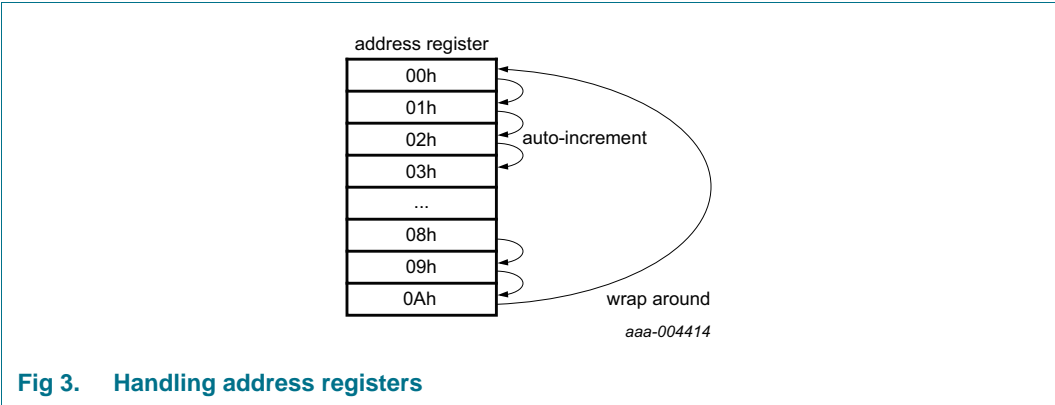 address register
00h
01h
02h
auto-increment
03h
...
08h
09h
0Ah
wrap around
aaa-004414
Fig 3. Handling address registers